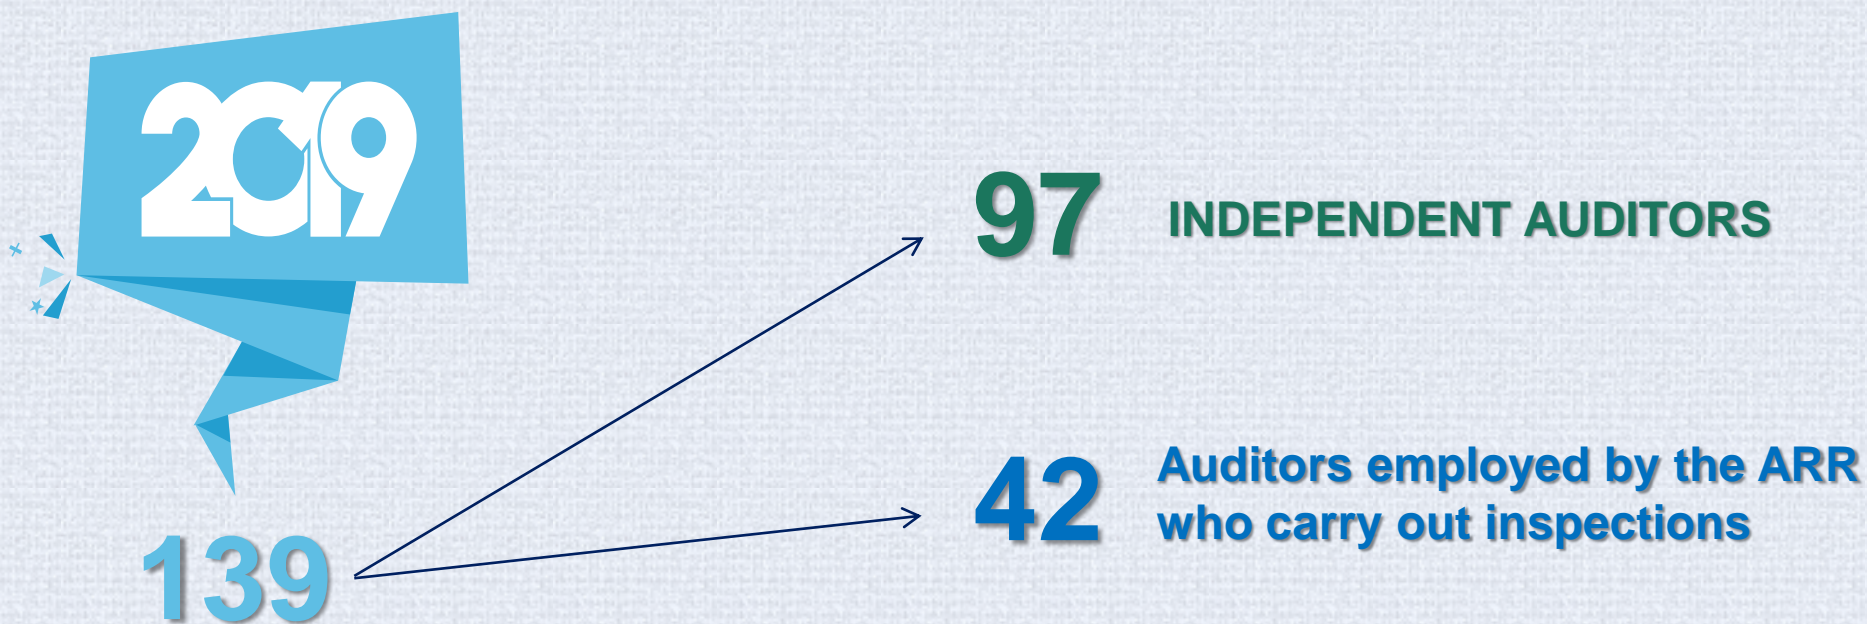 2019
97
INDEPENDENT AUDITORS
42
Auditors employed by the ARR
who carry out inspections
139